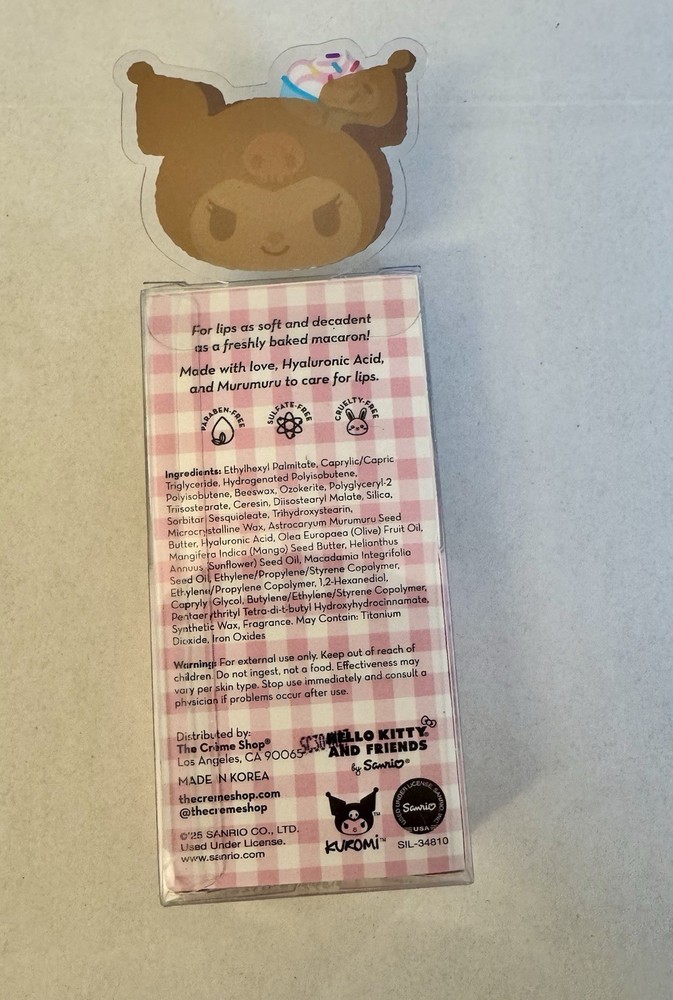 For lips as soft and decadent
as a freshly baked macaron!
Made with love, Hyaluronic Acid,
and Murumuru to care for lips.
PARABEN-FREE
SULFATE-FREE
CRUELTY-FREE
Ingredients: Ethylhexyl Palmitate, Caprylic/Capric
Triglyceride, Hydrogenated Polyisobutene,
Polyisobutene, Beeswax, Ozokerite, Polyglyceryl-2
Triisostearate, Ceresin, Diisostearyl Malate, Silica,
Sorbitan Sesquioleate, Trihydroxystearin,
Microcrystalline Wax, Astrocaryum Murumuru Seed
Butter, Hyaluronic Acid, Olea Europaea (Olive) Fruit Oil,
Mangifera Indica (Mango) Seed Butter, Helianthus
Annuus (Sunflower) Seed Oil, Macadamia Integrifolia
Seed Oil, Ethylene/Propylene/Styrene Copolymer,
Ethylene/Propylene Copolymer, 1,2-Hexanediol,
Caprylyl Glycol, Butylene/Ethylene/Styrene Copolymer,
Pentaerythrityl Tetra-di-t-butyl Hydroxyhydrocinnamate,
Synthetic Wax, Fragrance. May Contain: Titanium
Dioxide, Iron Oxides
Warning: For external use only. Keep out of reach of
children. Do not ingest, not a food. Effectiveness may
vary per skin type. Stop use immediately and consult a
physician if problems occur after use.
Distributed by:
The Crème Shop®
Los Angeles, CA 90065
MADE IN KOREA
thecremeshop.com
@thecremeshop
©'25 SANRIO CO., LTD.
Used Under License.
www.sanrio.com
HELLO KITTY
AND FRIENDS
by Sanrio®
KUROMI™
USED UNDER LICENSE, SANRIO, INC.
Sanrio
USA
SIL-34810